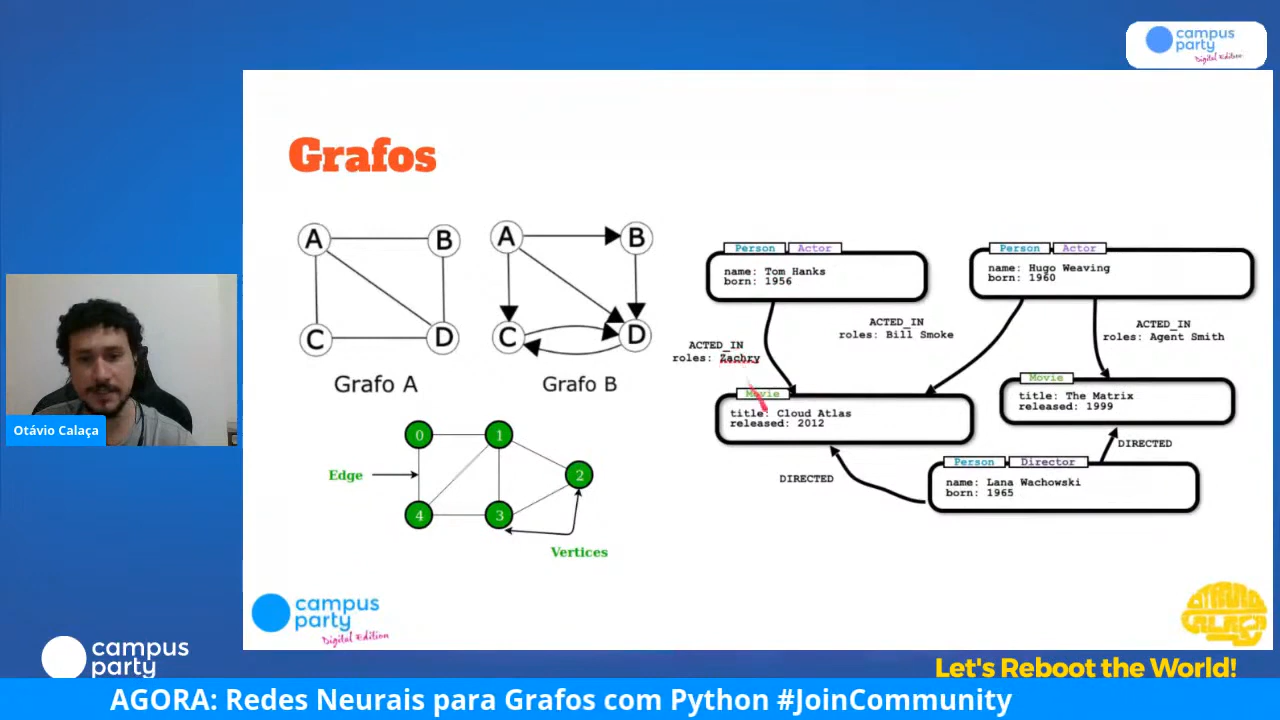 campus
party
Digital Edition
Grafos
A B
C D
Grafo A
A B
C D
Grafo B
Edge
0 1
2
4 3
Vertices
Person Actor
name: Tom Hanks
born: 1956
Person Actor
name: Hugo Weaving
born: 1960
ACTED_IN
roles: Zachry
ACTED_IN
roles: Bill Smoke
ACTED_IN
roles: Agent Smith
Movie
title: Cloud Atlas
released: 2012
Movie
title: The Matrix
released: 1999
DIRECTED
DIRECTED
Person Director
name: Lana Wachowski
born: 1965
Otávio Calaça
campus
party
Digital Edition
OTÁVIO
CALAÇA
campus
party
Let's Reboot the World!
AGORA: Redes Neurais para Grafos com Python #JoinCommunity